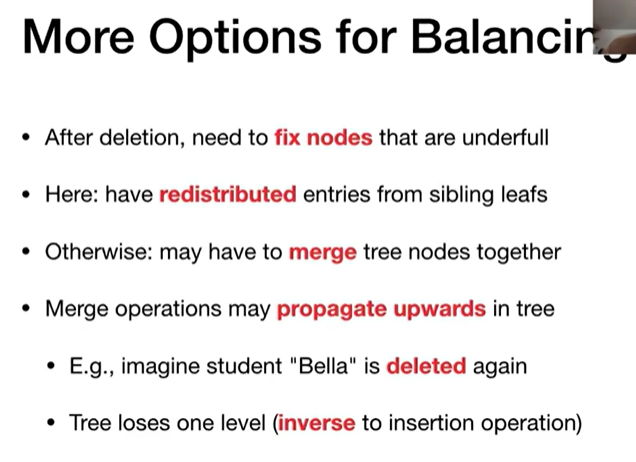 More Options for Balancing
• After deletion, need to fix nodes that are underfull
• Here: have redistributed entries from sibling leafs
• Otherwise: may have to merge tree nodes together
• Merge operations may propagate upwards in tree
• E.g., imagine student "Bella" is deleted again
• Tree loses one level (inverse to insertion operation)